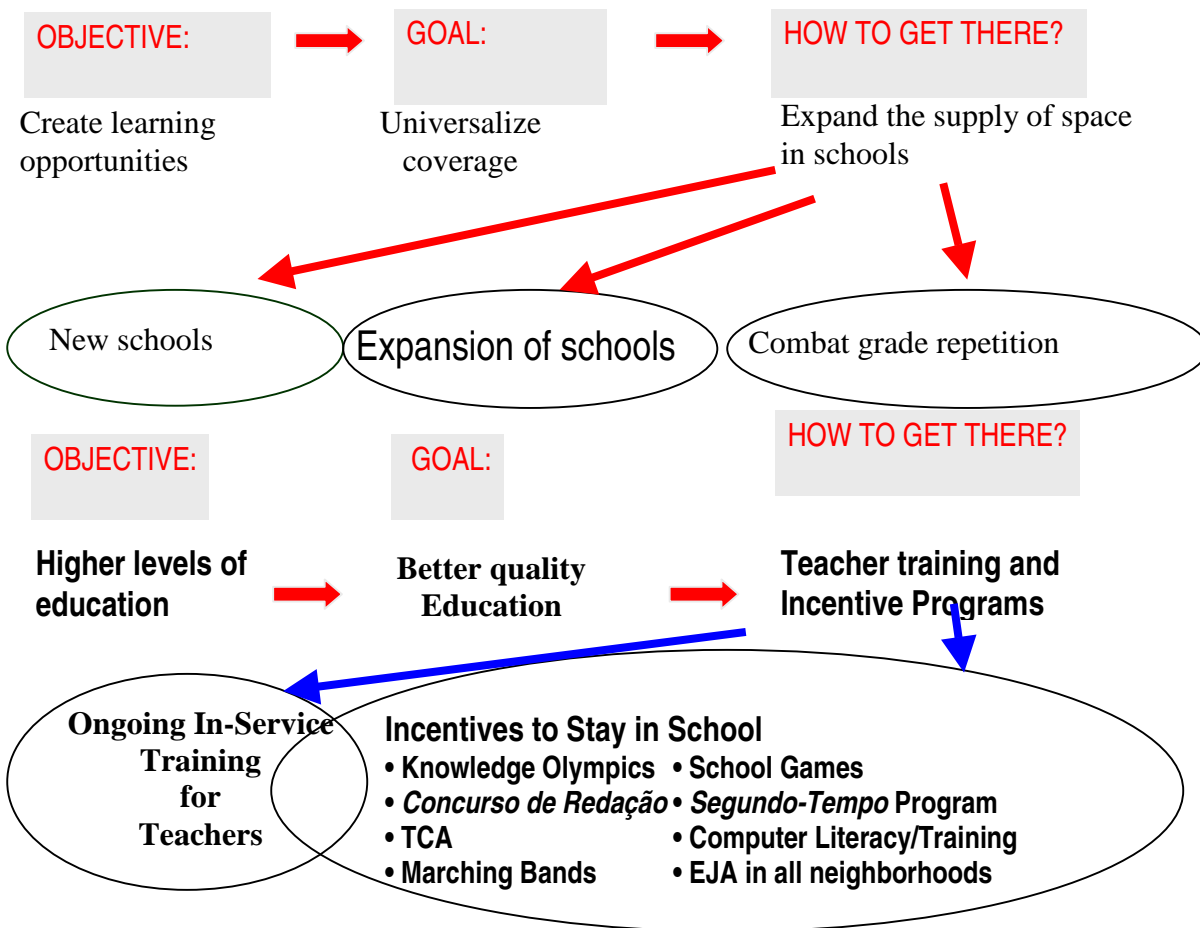 OBJECTIVE:
GOAL:
HOW TO GET THERE?
Create learning
opportunities
Universalize
coverage
Expand the supply of space
in schools
New schools
Expansion of schools
Combat grade repetition
OBJECTIVE:
GOAL:
HOW TO GET THERE?
Higher levels of
education
Better quality
Education
Teacher training and
Incentive Programs
Ongoing In-Service
Training
for
Teachers
Incentives to Stay in School
• Knowledge Olympics • School Games
• Concurso de Redação • Segundo-Tempo Program
• TCA • Computer Literacy/Training
• Marching Bands • EJA in all neighborhoods